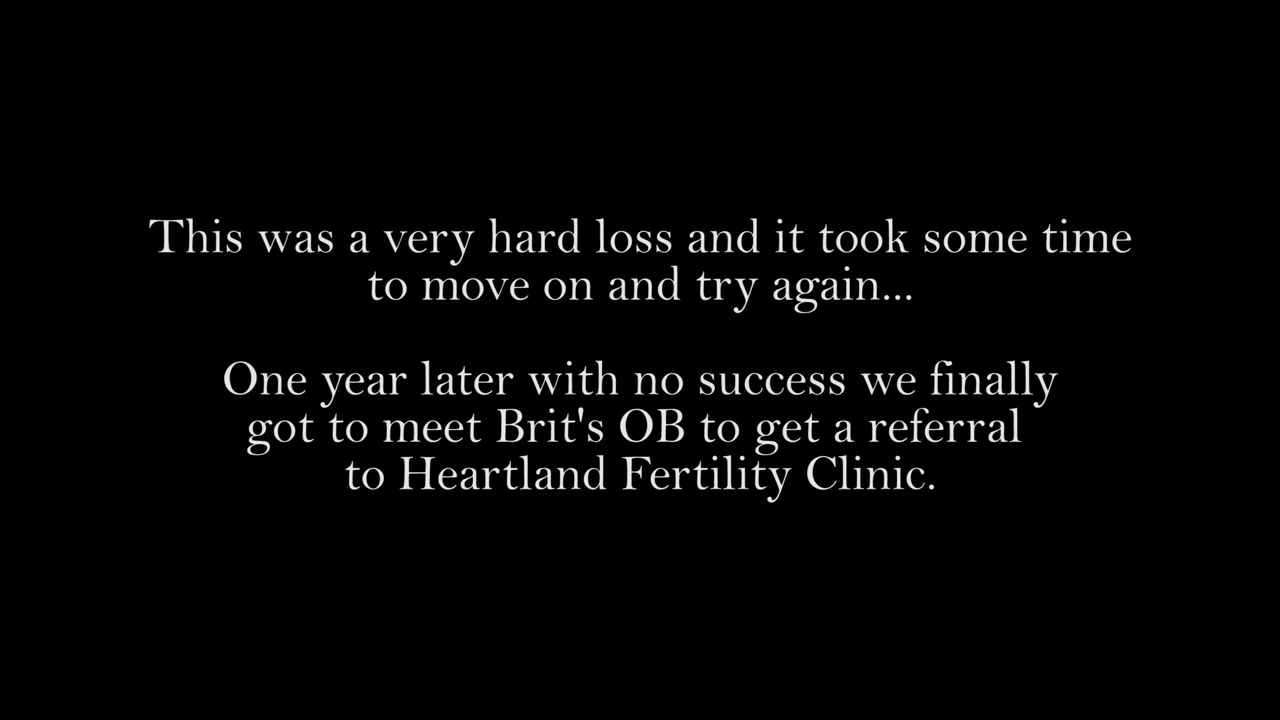 This was a very hard loss and it took some time
to move on and try again...
One year later with no success we finally
got to meet Brit's OB to get a referral
to Heartland Fertility Clinic.